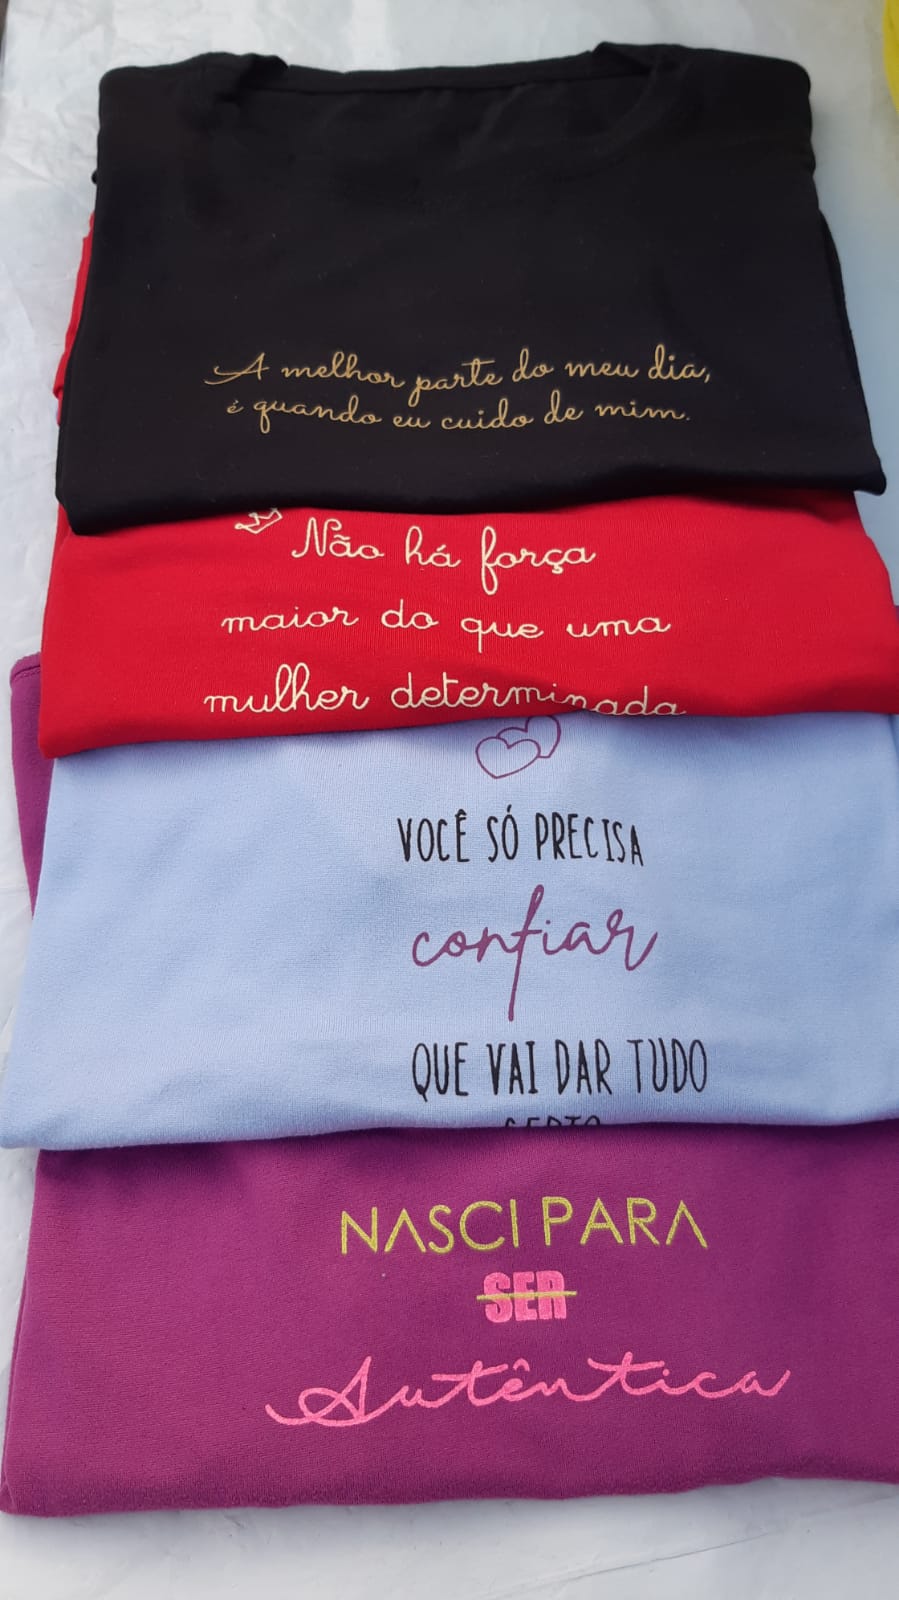 A melhor parte do meu dia,
é quando eu cuido de mim.
Não há força
maior do que uma
mulher determinada
VOCÊ SÓ PRECISA
confiar
QUE VAI DAR TUDO
CERTO
NASCI PARA
SER
Autêntica